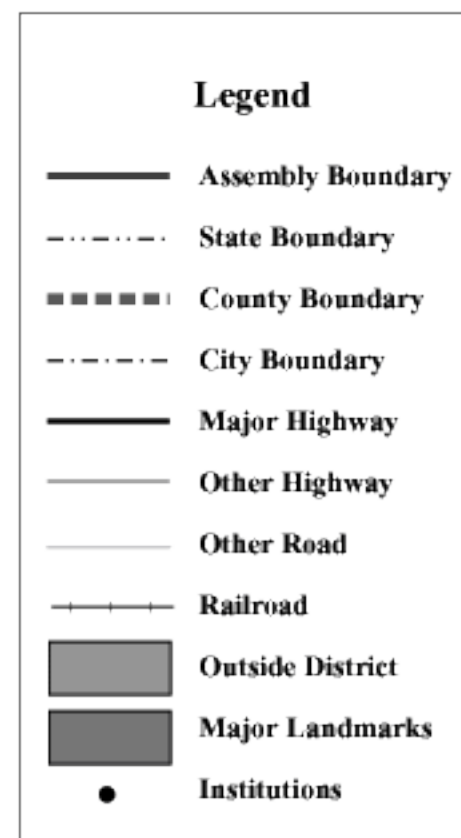 Legend
Assembly Boundary
State Boundary
County Boundary
City Boundary
Major Highway
Other Highway
Other Road
Railroad
Outside District
Major Landmarks
Institutions